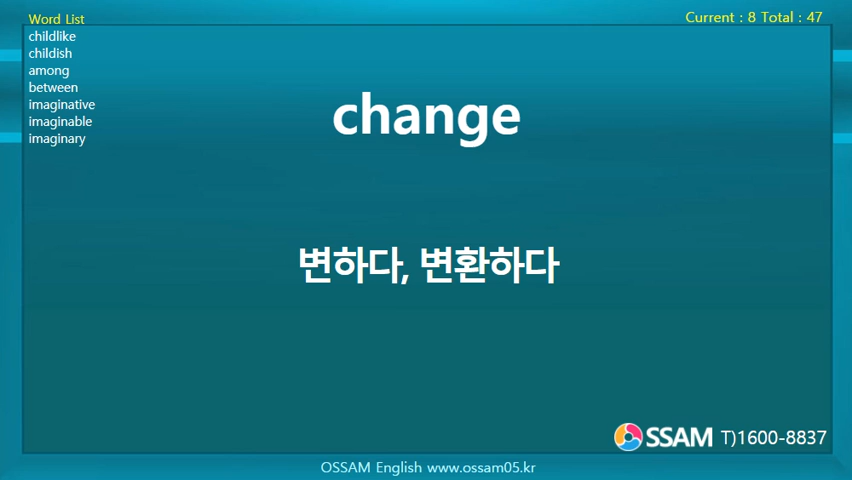 Word List
Current : 8 Total : 47
childlike
childish
among
between
imaginative
imaginable
imaginary
change
변하다, 변환하다
OSSAM T)1600-8837
OSSAM English www.ossam05.kr